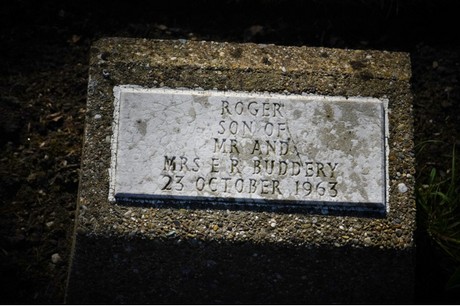 ROGER
SON OF
MR AND
MRS E R BUDDERY
23 OCTOBER 1963